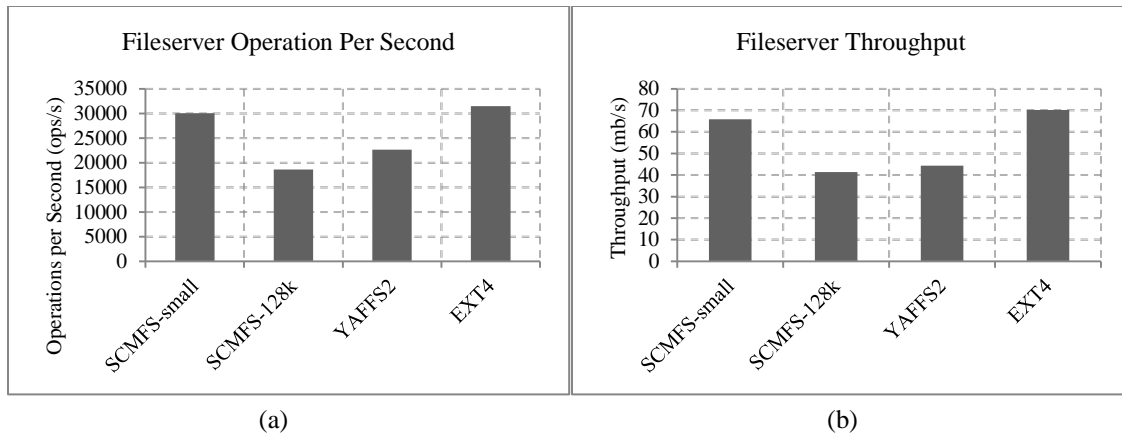 Fileserver Operation Per Second
Operations per Second (ops/s)
35000
30000
25000
20000
15000
10000
5000
0
SCMFS-small
SCMFS-128k
YAFFS2
EXT4
(a)
Fileserver Throughput
Throughput (mb/s)
80
70
60
50
40
30
20
10
0
SCMFS-small
SCMFS-128k
YAFFS2
EXT4
(b)